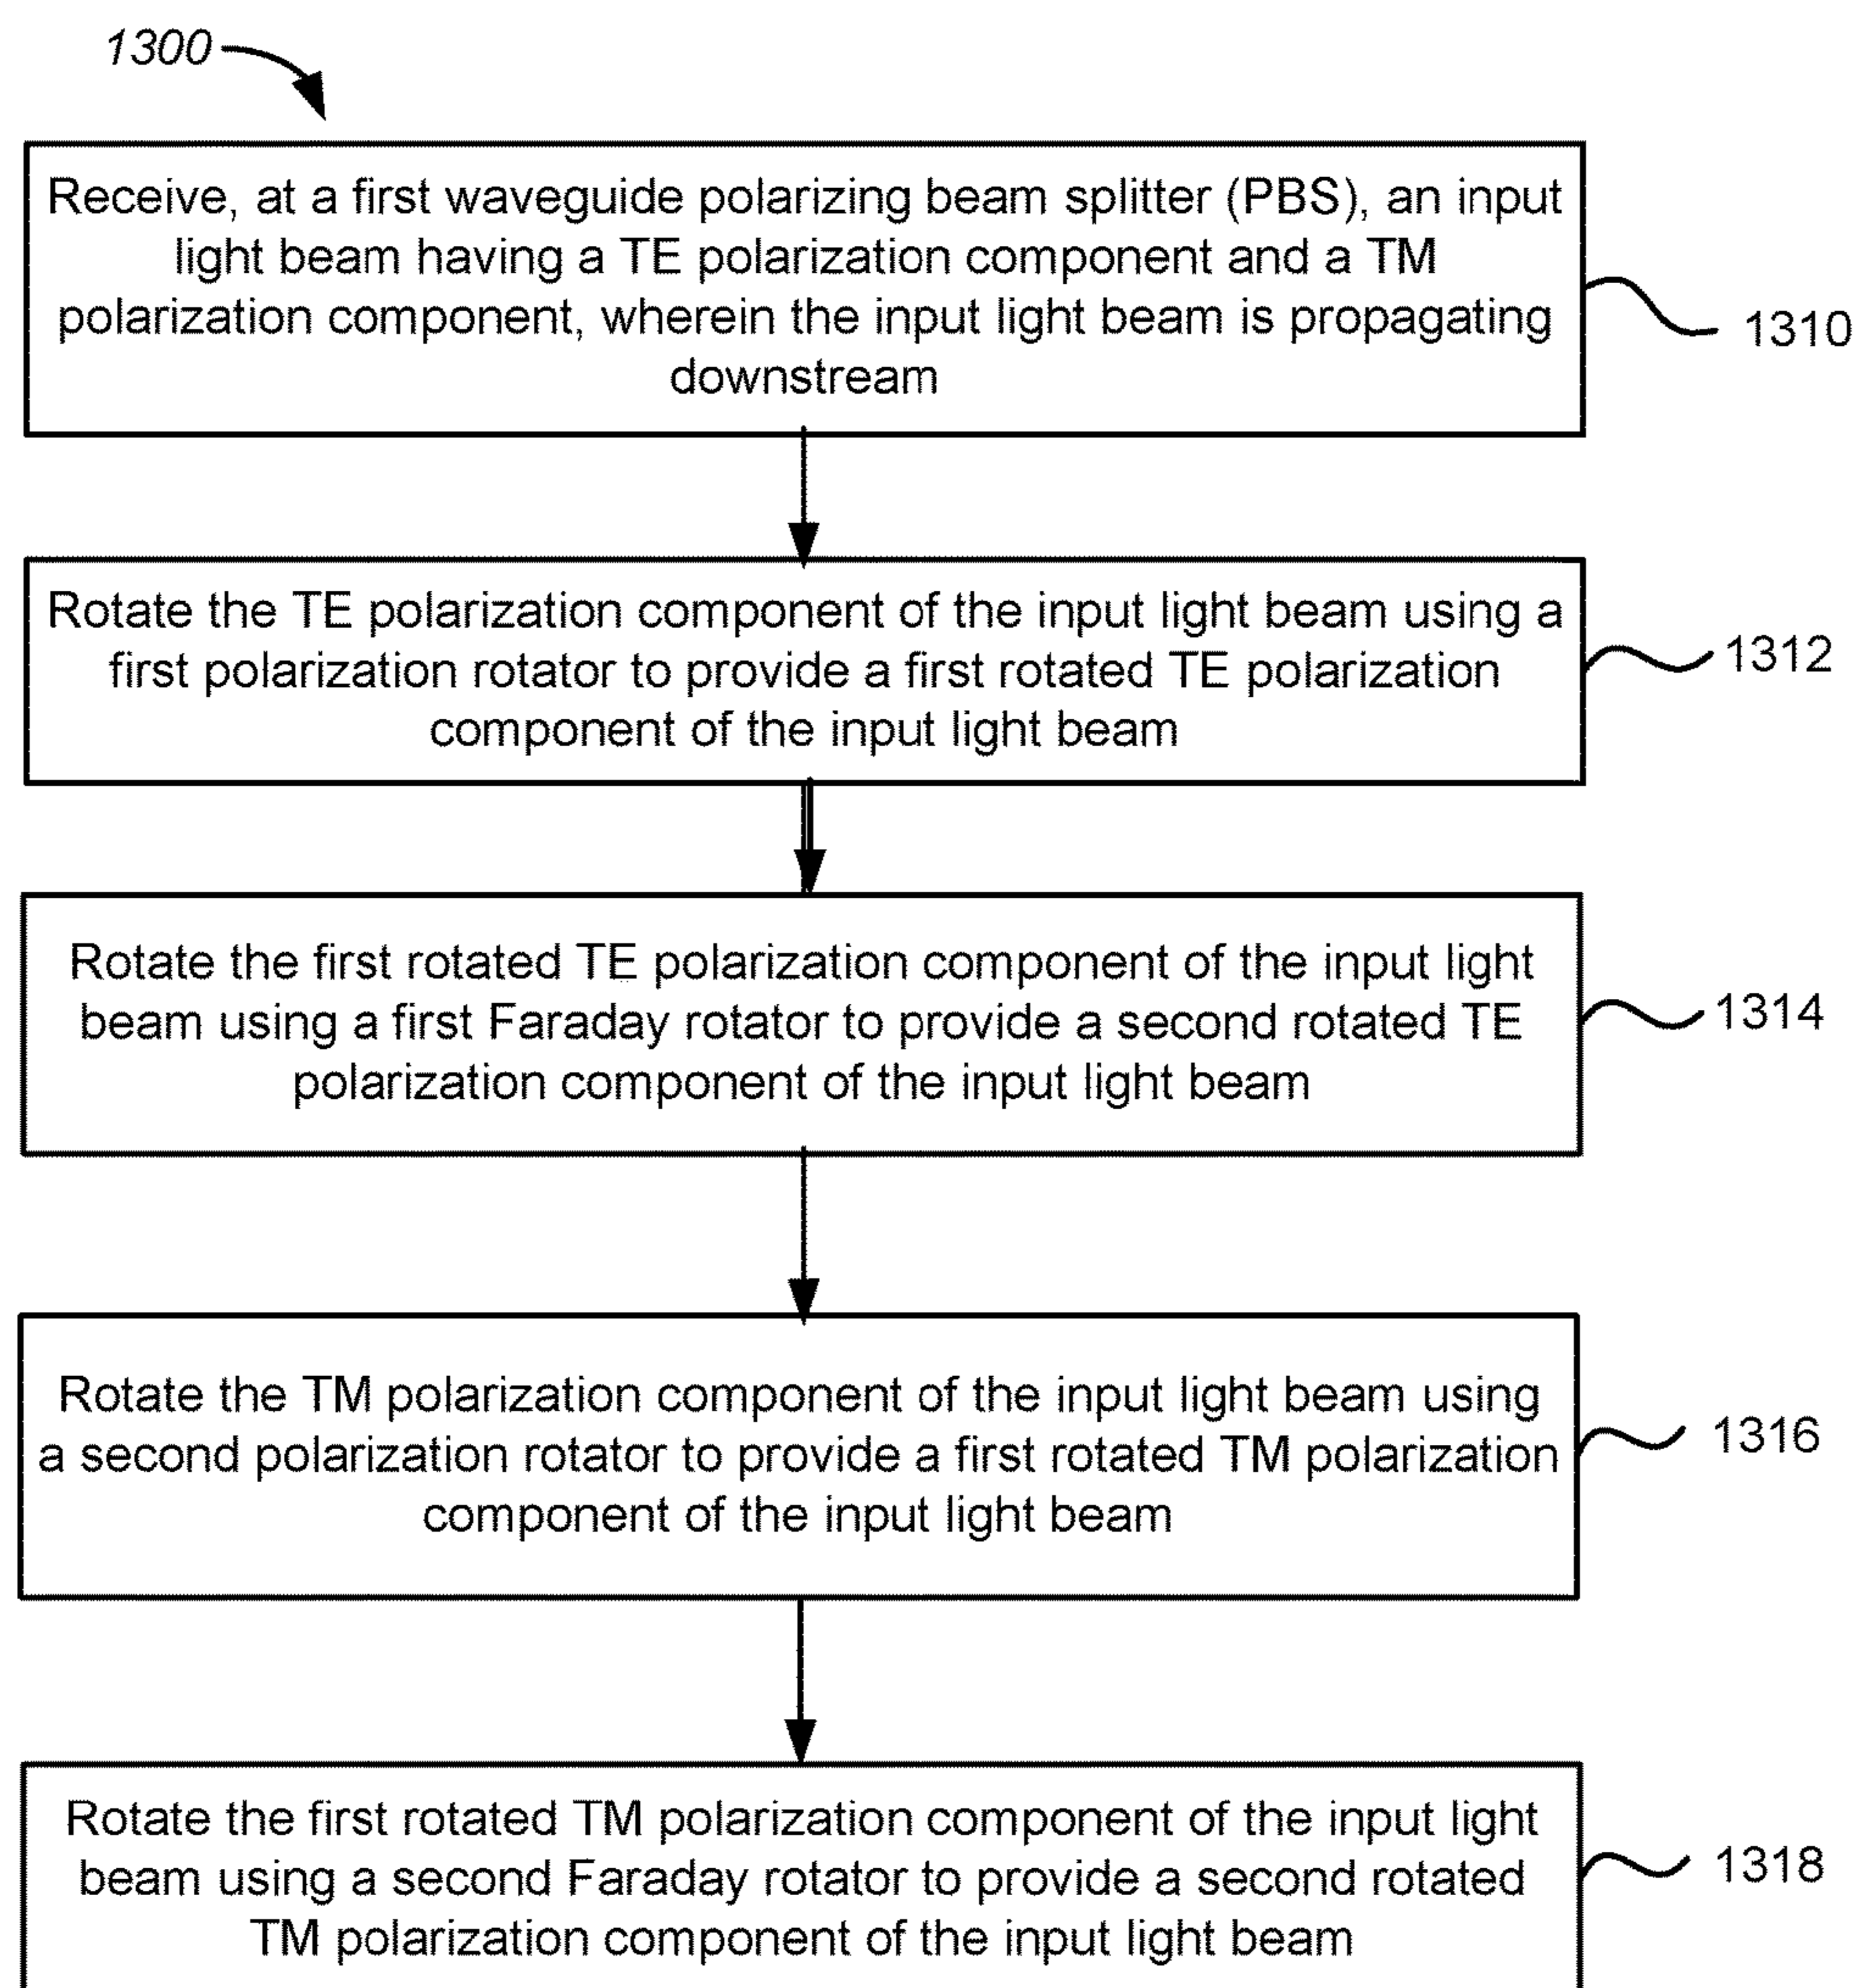 1300
Receive, at a first waveguide polarizing beam splitter (PBS), an input
light beam having a TE polarization component and a TM
polarization component, wherein the input light beam is propagating
downstream
1310
Rotate the TE polarization component of the input light beam using a
first polarization rotator to provide a first rotated TE polarization
component of the input light beam
1312
Rotate the first rotated TE polarization component of the input light
beam using a first Faraday rotator to provide a second rotated TE
polarization component of the input light beam
1314
Rotate the TM polarization component of the input light beam using
a second polarization rotator to provide a first rotated TM polarization
component of the input light beam
1316
Rotate the first rotated TM polarization component of the input light
beam using a second Faraday rotator to provide a second rotated
TM polarization component of the input light beam
1318